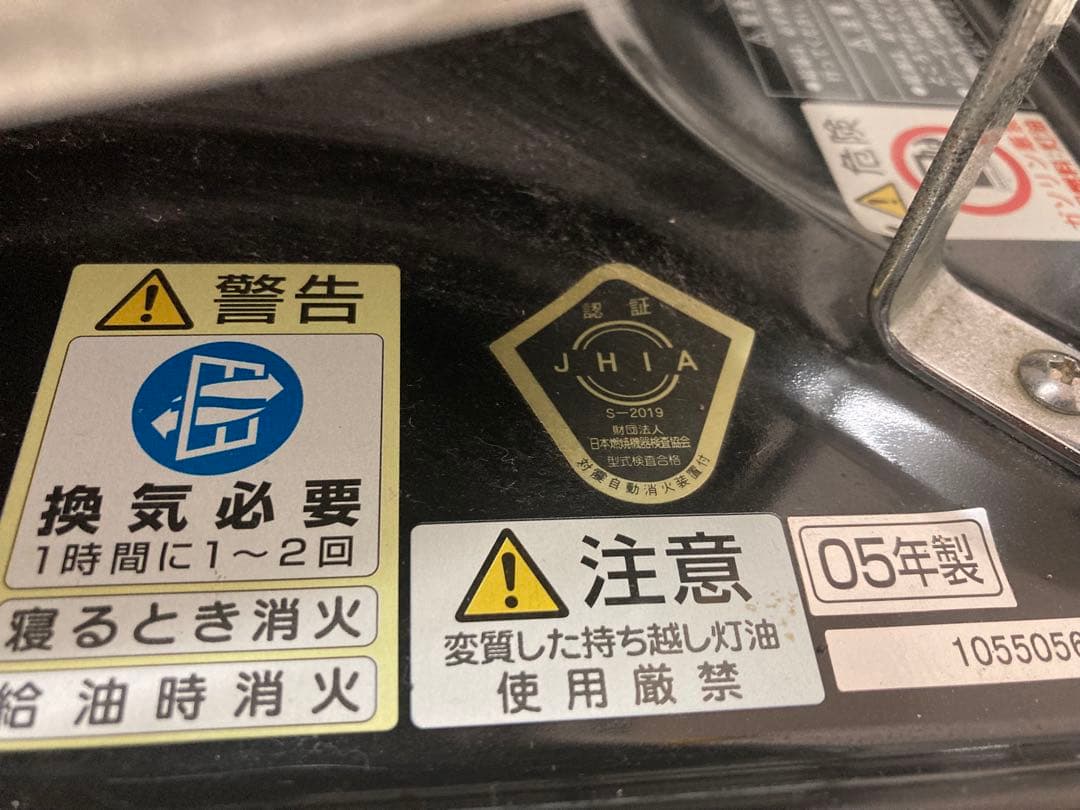 警告
換気必要
1時間に1～2回
寝るとき消火
給油時消火
認証
JHIA
S-2019
財団法人
日本燃焼機器検査協会
型式検査合格
対震自動消火装置付
注意
変質した持ち越し灯油
使用厳禁
05年製
1055056
危険